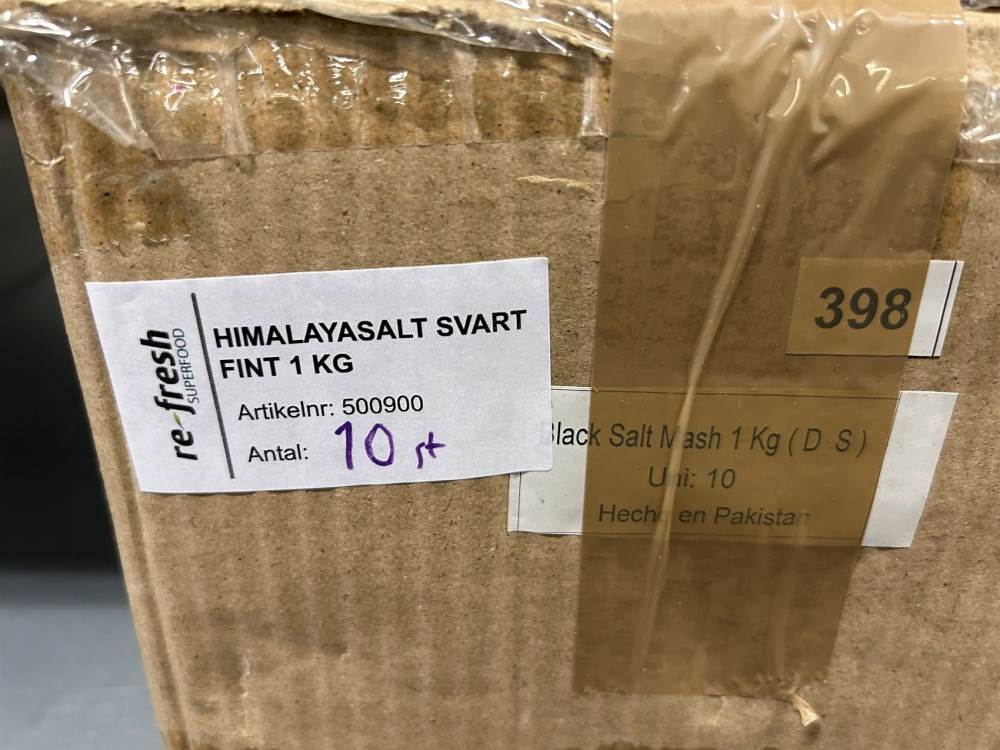 re-fresh
SUPERFOOD
HIMALAYASALT SVART
FINT 1 KG
Artikelnr: 500900
Antal: 10 st
398
Black Salt Mash 1 Kg ( D S )
Uni: 10
Hecho en Pakistan